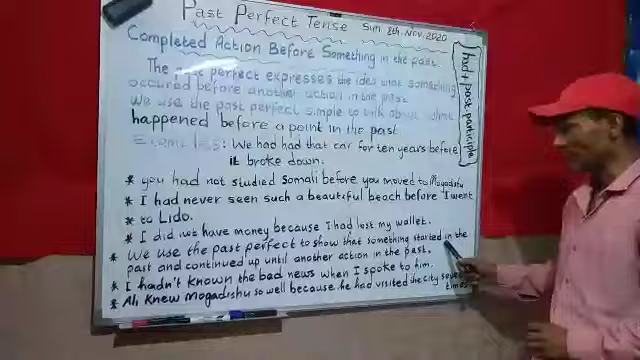 Past Perfect Tense Sun. 8th. Nov. 2020
Completed Action Before Something in the past.
The past perfect expresses the idea that something
occured before another action in the past
We use the past perfect simple to talk about what
happened before a point in the past
Examples: We had had that car for ten years before
it broke down.
* you had not studied Somali before you moved to Mogadishu
* I had never seen such a beautiful beach before I went
* to Lido.
* I did not have money because I had lost my wallet.
* We use the past perfect to show that something started in the
past and continued up until another action in the past.
* I hadn't known the bad news when I spoke to him.
* Ali Knew Mogadishu so well because he had visited the city
times
had+past participle